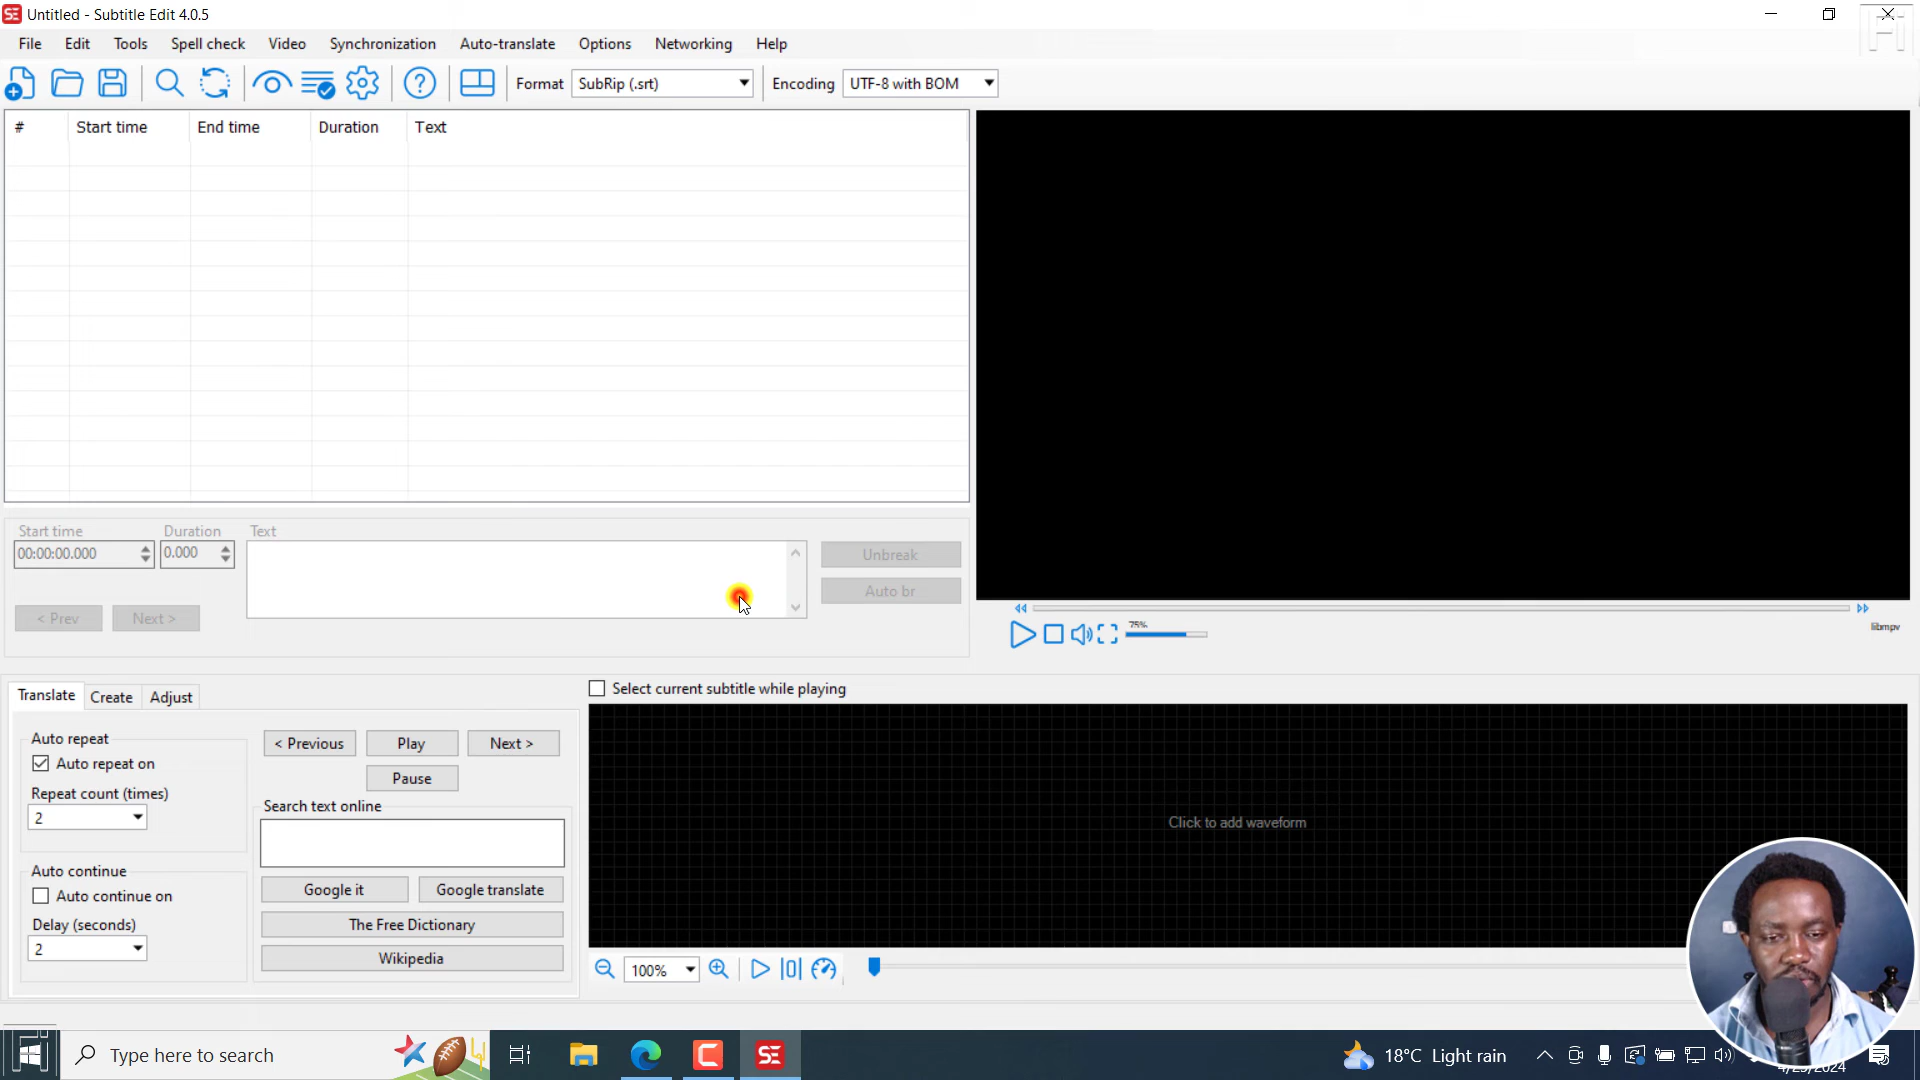 SE Untitled - Subtitle Edit 4.0.5
File Edit Tools Spell check Video Synchronization Auto-translate Options Networking Help
Format SubRip (.srt) Encoding UTF-8 with BOM
# Start time End time Duration Text
Start time Duration Text
00:00:00.000 0.000 Unbreak
Auto br
< Prev Next >
75%
libmpv
Translate Create Adjust
Select current subtitle while playing
Auto repeat
Auto repeat on
Repeat count (times)
2
< Previous Play Next >
Pause
Search text online
Click to add waveform
Auto continue
Auto continue on
Delay (seconds)
2
Google it Google translate
The Free Dictionary
Wikipedia
100%
Type here to search
SE
18°C Light rain